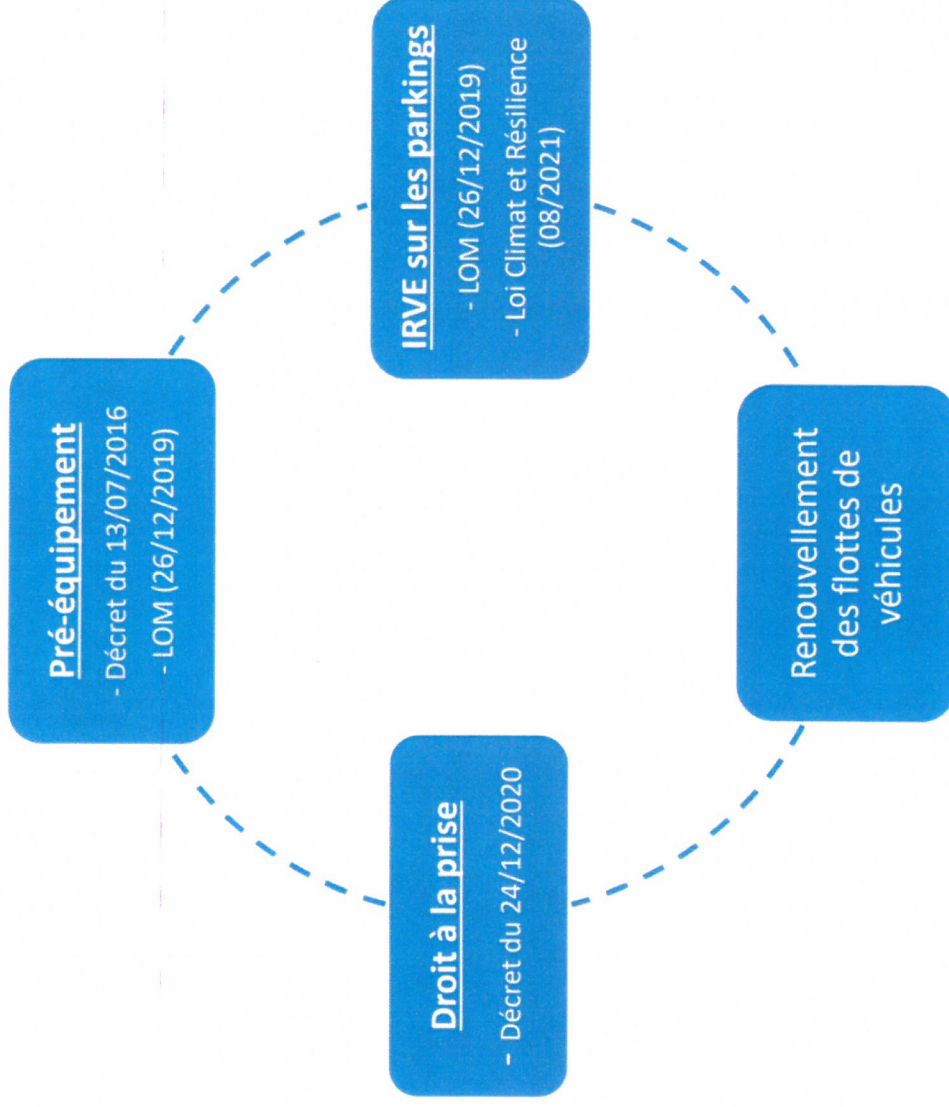 Pré-équipement
- Décret du 13/07/2016
- LOM (26/12/2019)
IRVE sur les parkings
- LOM (26/12/2019)
- Loi Climat et Résilience
(08/2021)
Droit à la prise
- Décret du 24/12/2020
Renouvellement
des flottes de
véhicules